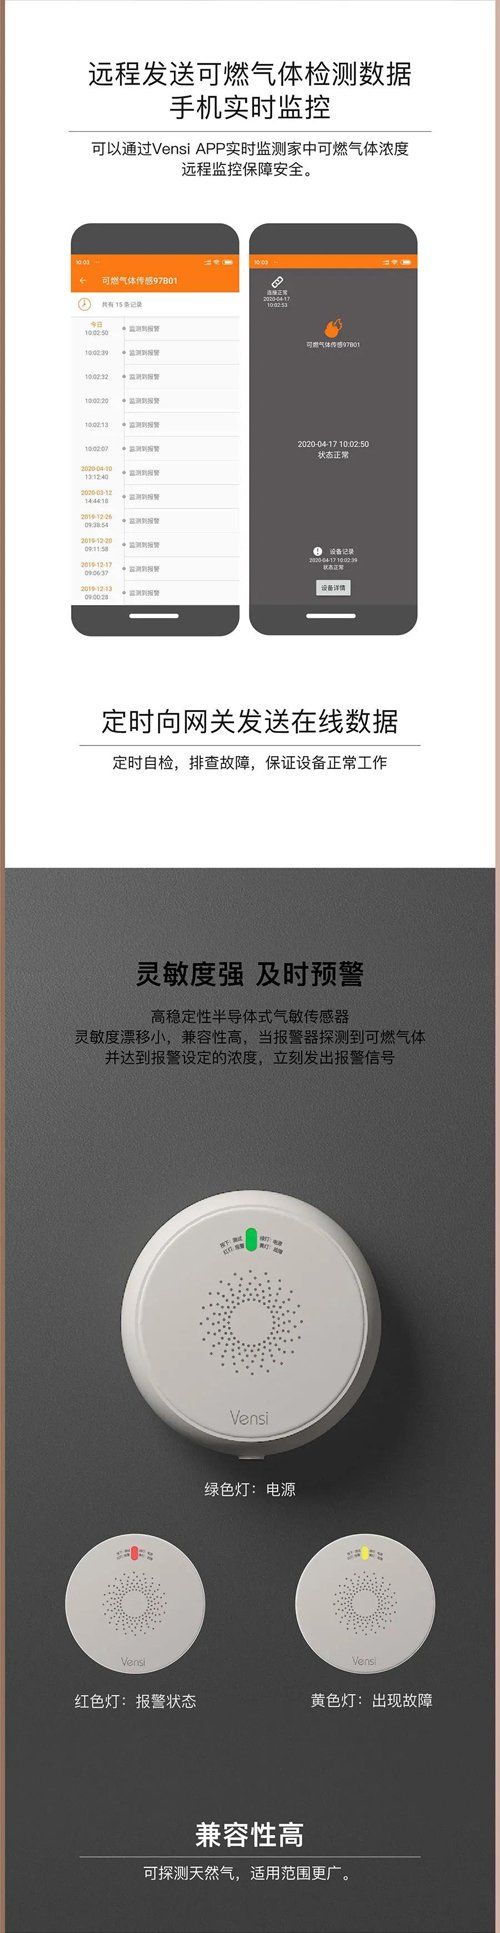 远程发送可燃气体检测数据
手机实时监控
可以通过Vensi APP实时监测家中可燃气体浓度
远程监控保障安全。
10:03
可燃气体传感97B01
共有 15 条记录
今日
10:02:50 监测到报警
10:02:39 监测到报警
10:02:32 监测到报警
10:02:20 监测到报警
10:02:13 监测到报警
10:02:07 监测到报警
2020-04-10
13:12:40 监测到报警
2020-03-12
14:44:18 监测到报警
2019-12-26
09:38:54 监测到报警
2019-12-20
09:11:58 监测到报警
2019-12-17
09:06:37 监测到报警
2019-12-13
09:00:28 监测到报警
10:03
连接正常
2020-04-17
10:02:53
可燃气体传感97B01
2020-04-17 10:02:50
状态正常
设备记录
2020-04-17 10:02:39
状态正常
设备详情
定时向网关发送在线数据
定时自检，排查故障，保证设备正常工作
灵敏度强 及时预警
高稳定性半导体式气敏传感器
灵敏度漂移小，兼容性高，当报警器探测到可燃气体
并达到报警设定的浓度，立刻发出报警信号
按下: 测试 绿灯: 电源
红灯: 报警 黄灯: 故障
Vensi
绿色灯：电源
Vensi
Vensi
红色灯：报警状态
黄色灯：出现故障
兼容性高
可探测天然气，适用范围更广。